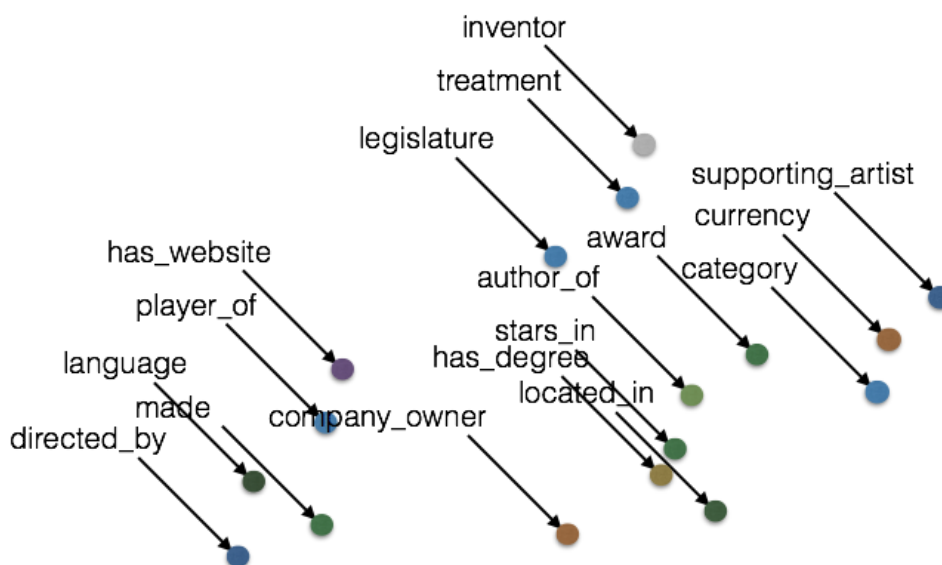 inventor
treatment
legislature
supporting_artist
currency
award
has_website
category
author_of
player_of
stars_in
has_degree
language
located_in
made
company_owner
directed_by